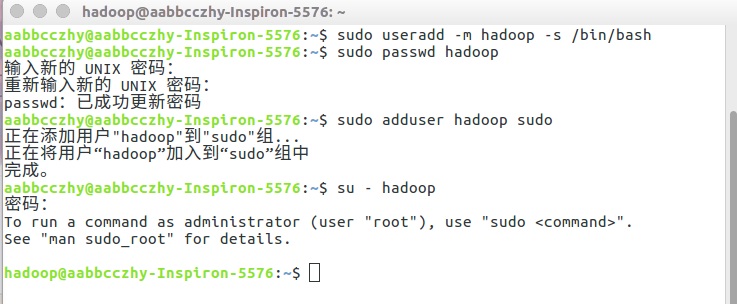 hadoop@aabbcczhy-Inspiron-5576: ~
aabbcczhy@aabbcczhy-Inspiron-5576:~$ sudo useradd -m hadoop -s /bin/bash
aabbcczhy@aabbcczhy-Inspiron-5576:~$ sudo passwd hadoop
输入新的 UNIX 密码：
重新输入新的 UNIX 密码：
passwd：已成功更新密码
aabbcczhy@aabbcczhy-Inspiron-5576:~$ sudo adduser hadoop sudo
正在添加用户"hadoop"到"sudo"组...
正在将用户“hadoop”加入到“sudo”组中
完成。
aabbcczhy@aabbcczhy-Inspiron-5576:~$ su - hadoop
密码：
To run a command as administrator (user "root"), use "sudo <command>".
See "man sudo_root" for details.
hadoop@aabbcczhy-Inspiron-5576:~$